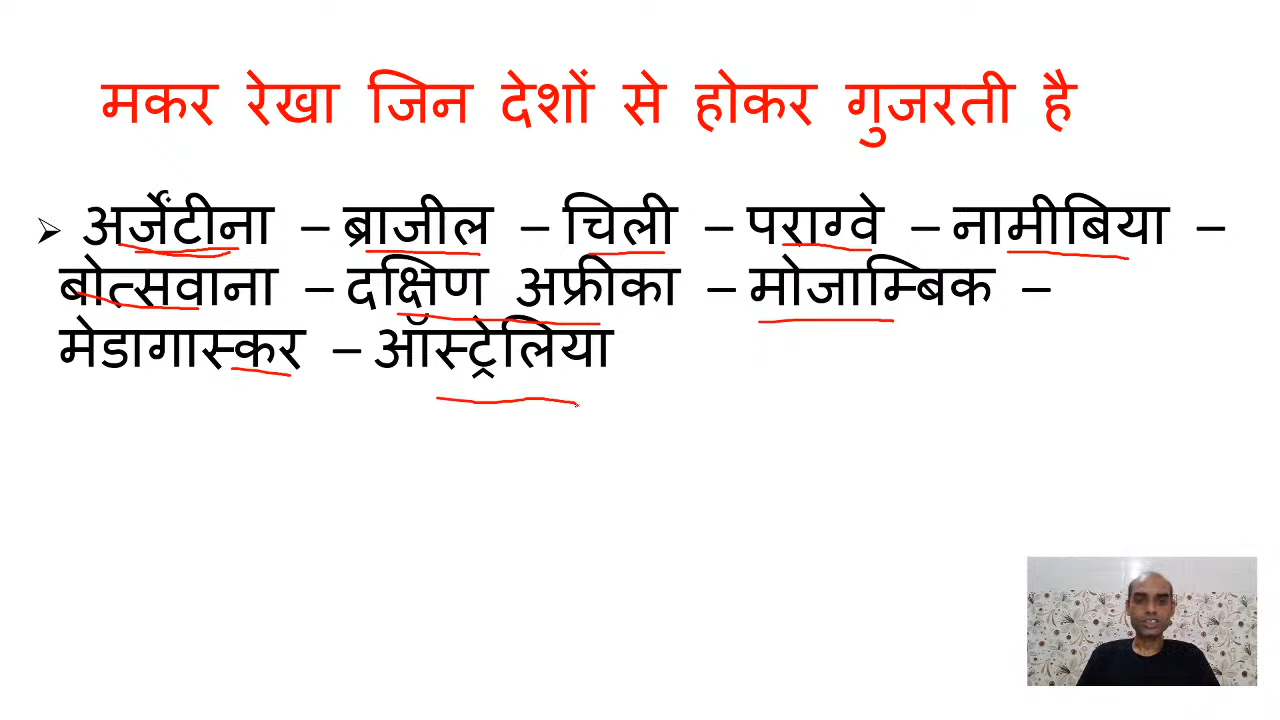 मकर रेखा जिन देशों से होकर गुजरती है
➢ अर्जेंटीना – ब्राजील – चिली – पराग्वे – नामीबिया –
बोत्सवाना – दक्षिण अफ्रीका – मोजाम्बिक –
मेडागास्कर – ऑस्ट्रेलिया